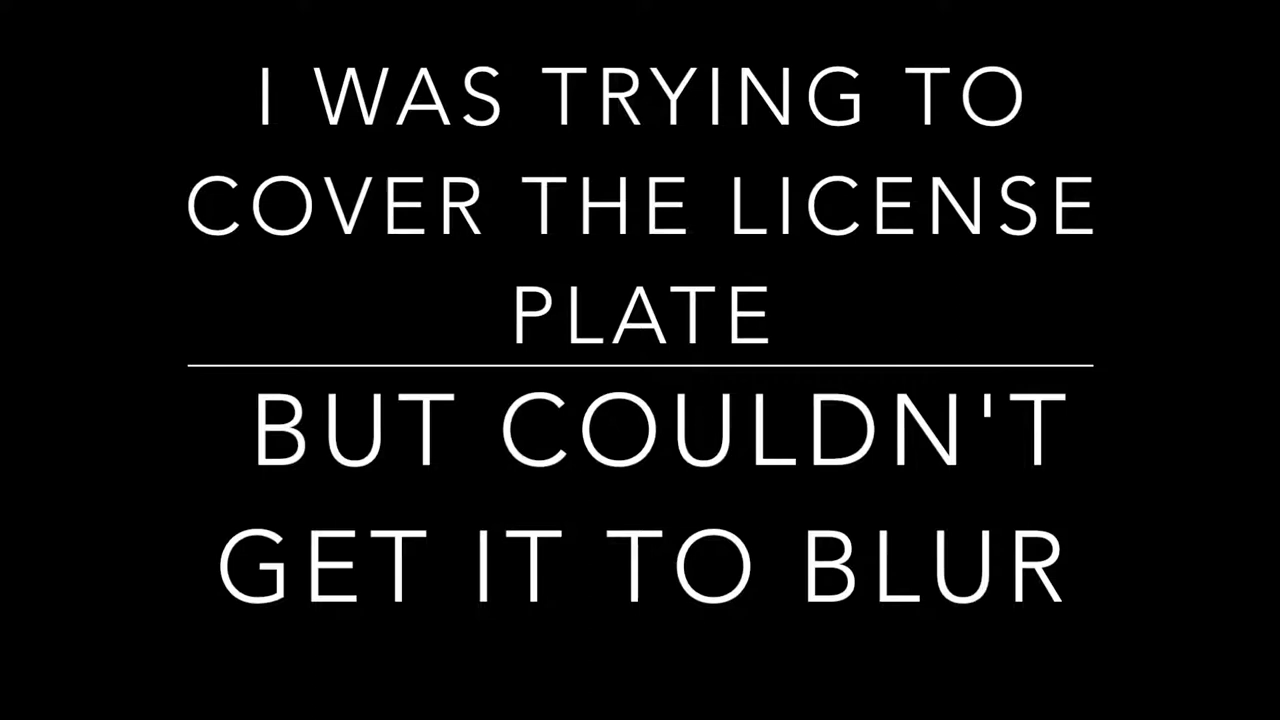 I WAS TRYING TO
COVER THE LICENSE
PLATE
BUT COULDN'T
GET IT TO BLUR